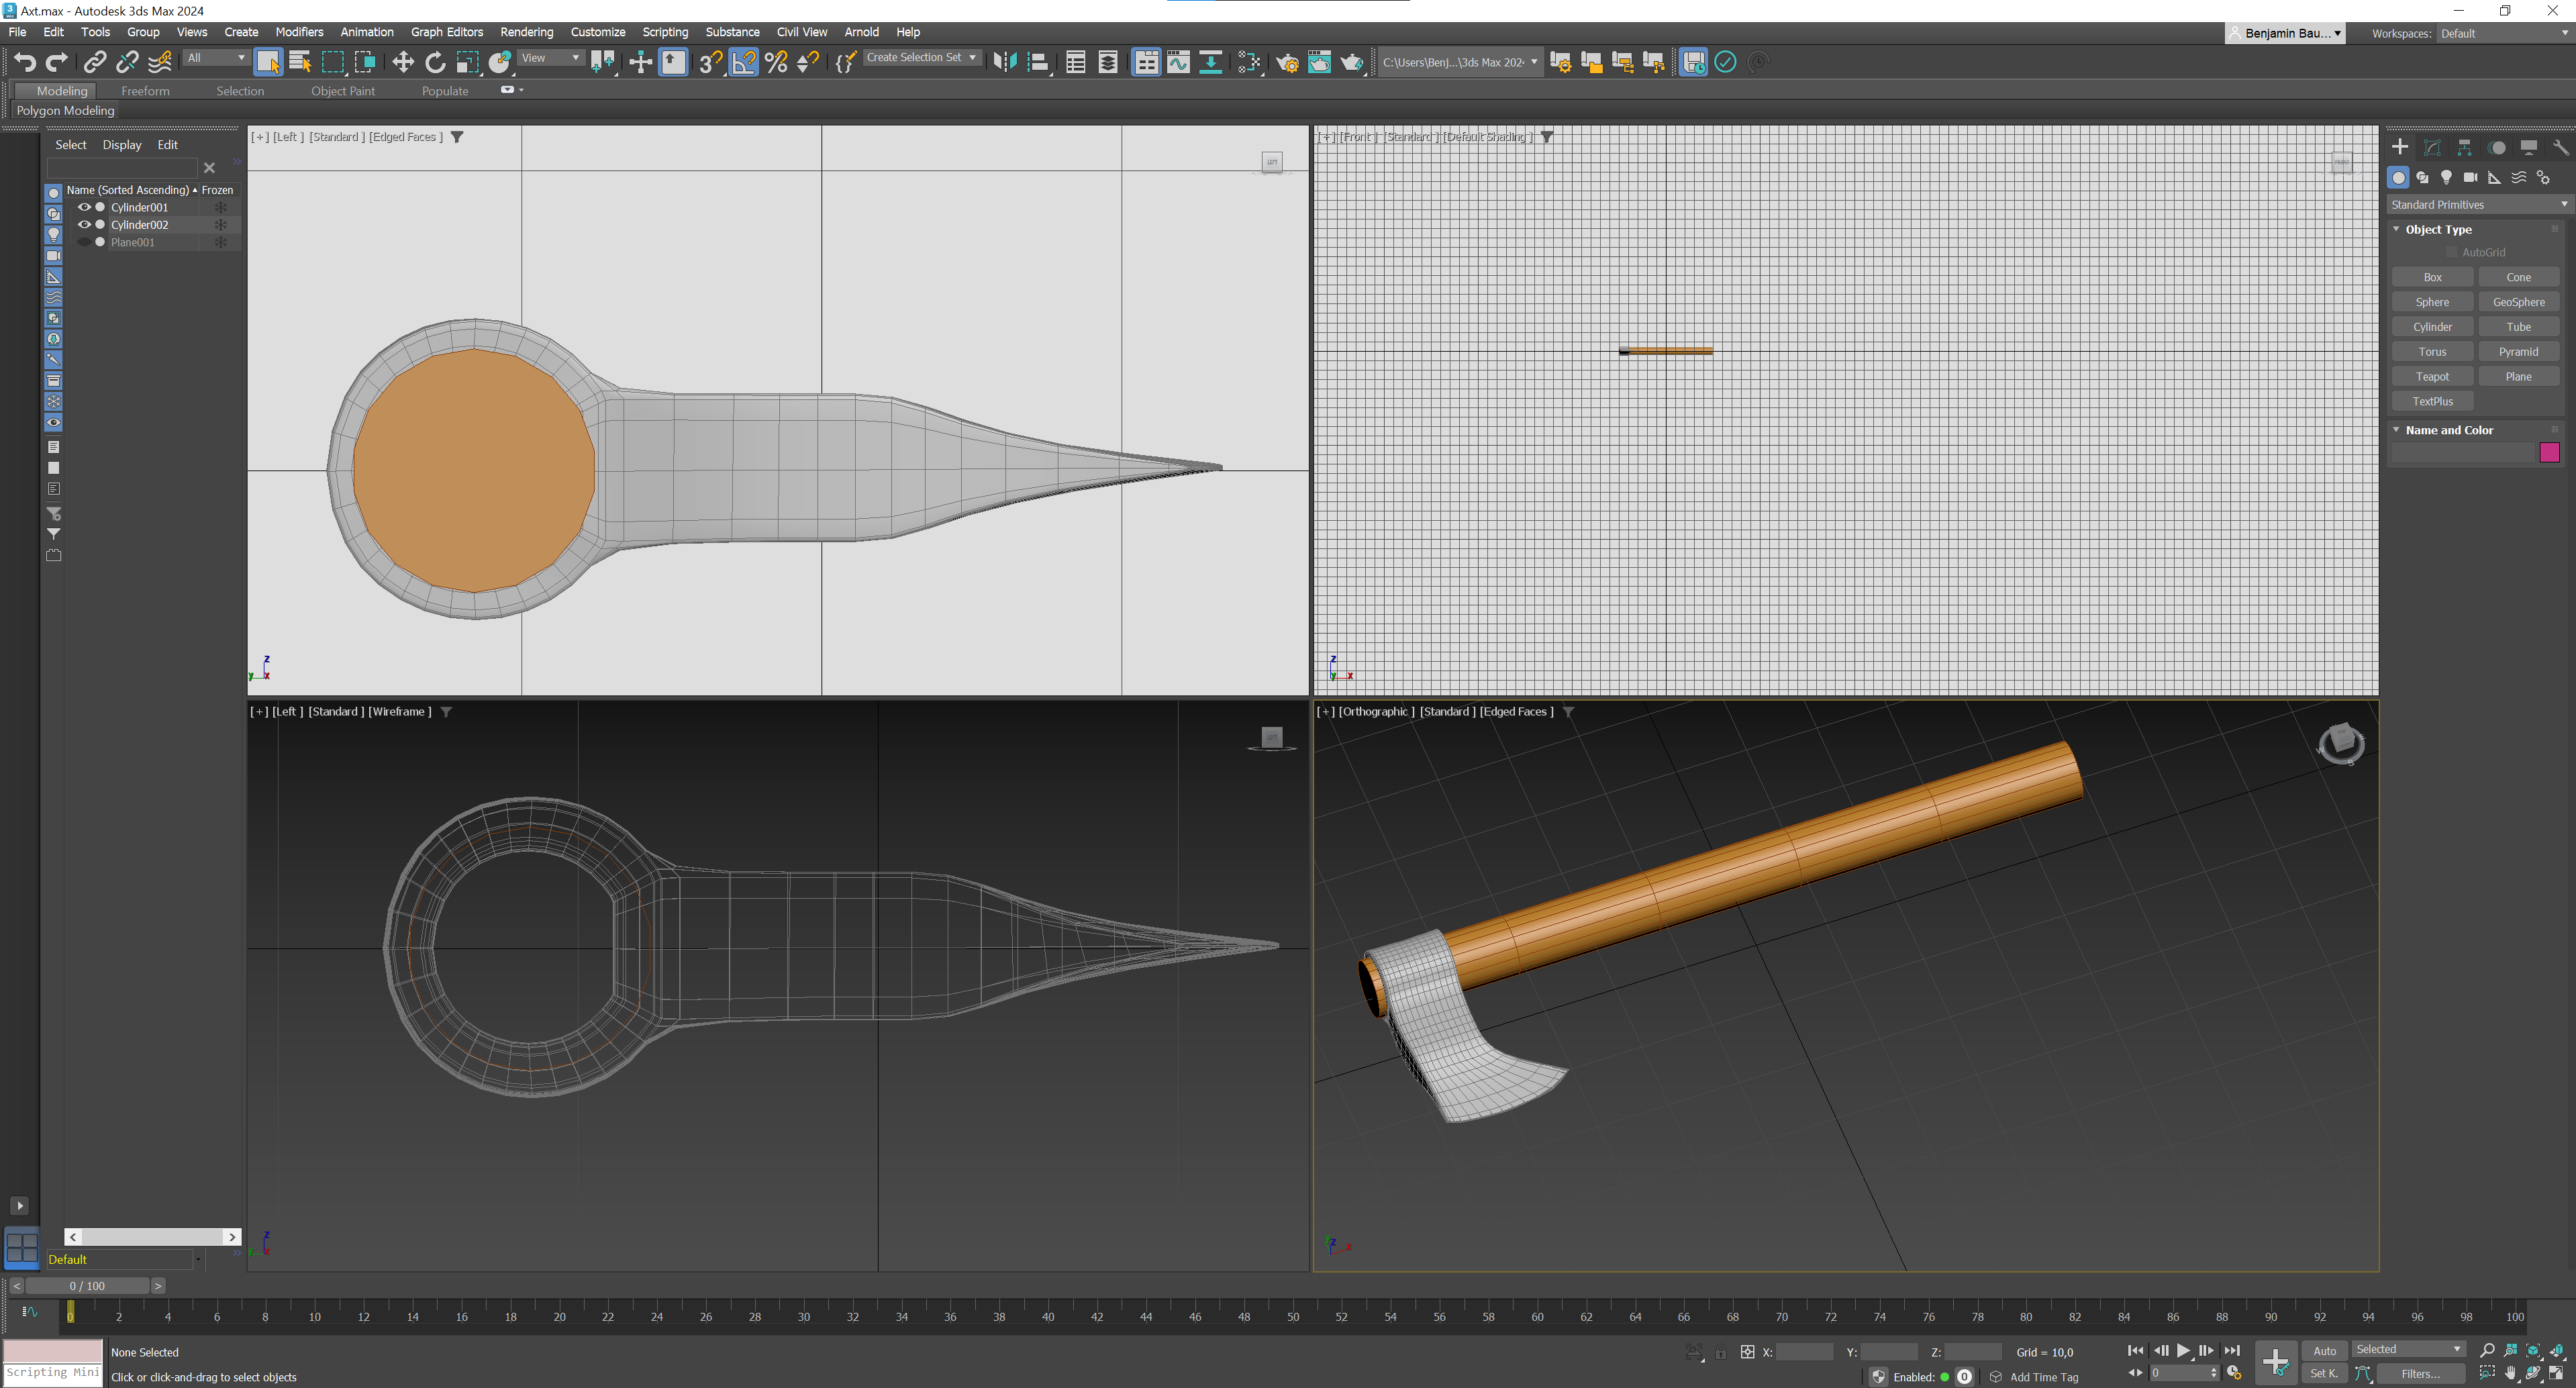 Axt.max - Autodesk 3ds Max 2024
File Edit Tools Group Views Create Modifiers Animation Graph Editors Rendering Customize Scripting Substance Civil View Arnold Help
Benjamin Bau... Workspaces: Default
All View Create Selection Set C:\Users\Benj...\3ds Max 202
Modeling Freeform Selection Object Paint Populate
Polygon Modeling
Select Display Edit
Name (Sorted Ascending) Frozen
Cylinder001
Cylinder002
Plane001
Default
[+] [Left ] [Standard ] [Edged Faces ]
LEFT
z
y x
[+] [Front ] [Standard ] [Default Shading ]
FRONT
z
y x
[+] [Left ] [Standard ] [Wireframe ]
LEFT
z
y x
[+] [Orthographic ] [Standard ] [Edged Faces ]
S
z x
Standard Primitives
Object Type
AutoGrid
Box Cone
Sphere GeoSphere
Cylinder Tube
Torus Pyramid
Teapot Plane
TextPlus
Name and Color
< 0 / 100 >
0 2 4 6 8 10 12 14 16 18 20 22 24 26 28 30 32 34 36 38 40 42 44 46 48 50 52 54 56 58 60 62 64 66 68 70 72 74 76 78 80 82 84 86 88 90 92 94 96 98 100
None Selected
X: Y: Z: Grid = 10,0
Auto Selected
Scripting Mini
Click or click-and-drag to select objects
Enabled: 0 Add Time Tag
0
Set K. Filters...